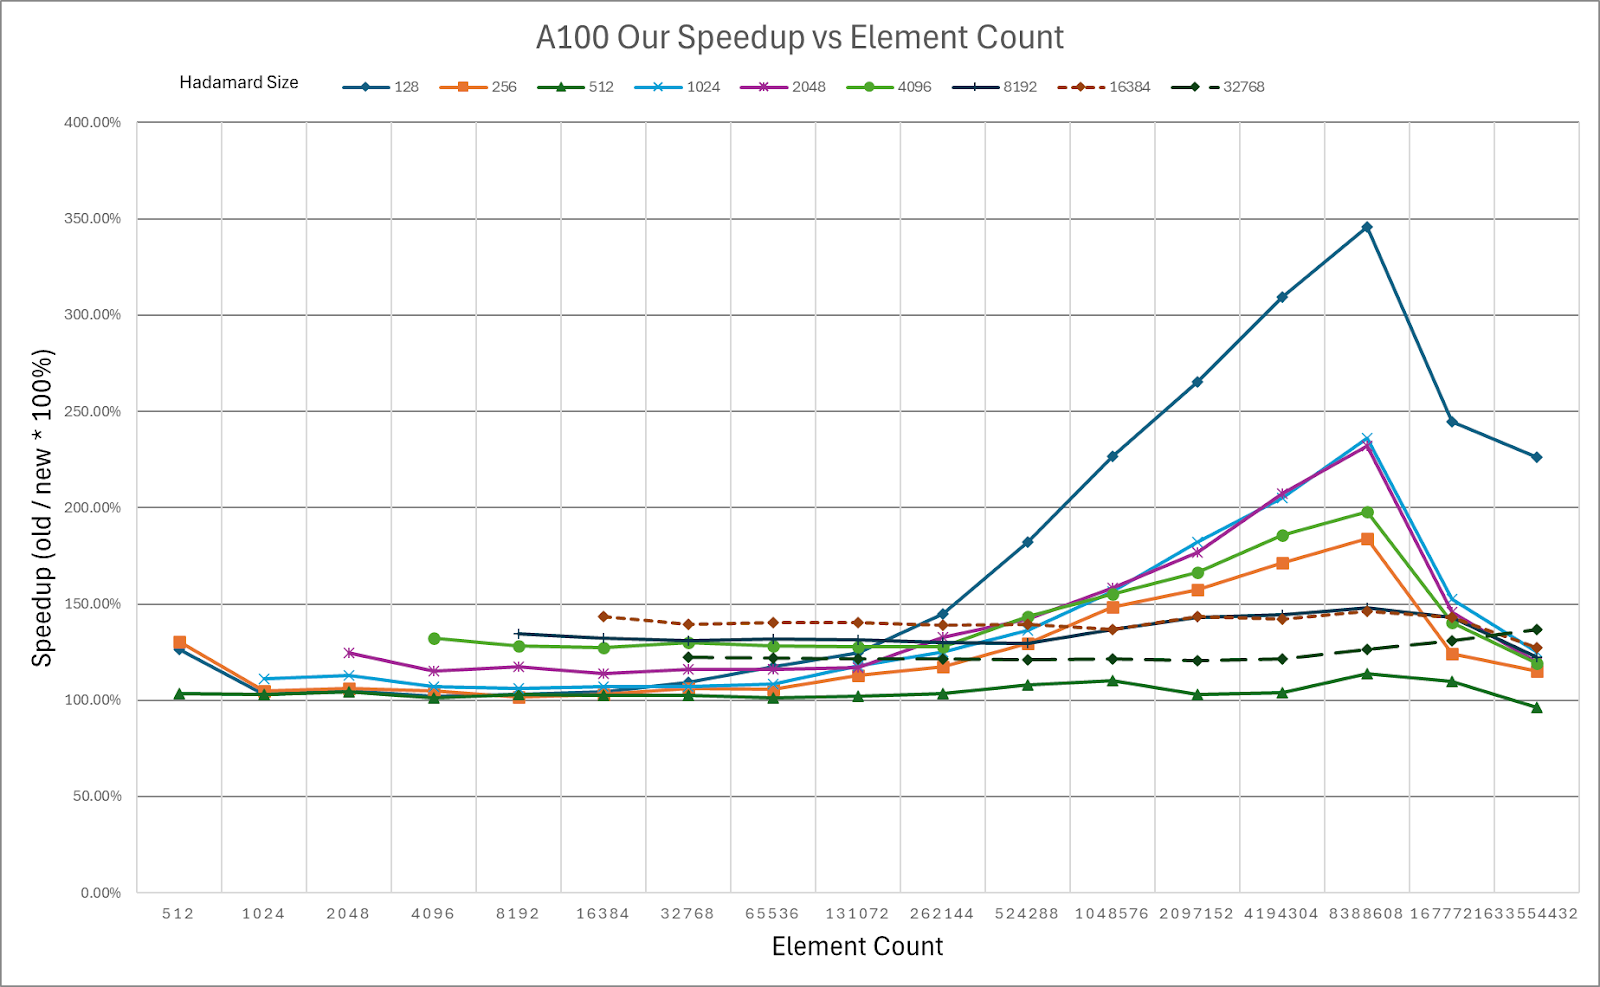 A100 Our Speedup vs Element Count
Hadamard Size 128 256 512 1024 2048 4096 8192 16384 32768
400.00%
350.00%
300.00%
250.00%
200.00%
150.00%
100.00%
50.00%
0.00%
Speedup (old / new * 100%)
512 1024 2048 4096 8192 16384 32768 65536 131072 262144 524288 1048576 2097152 4194304 8388608 16777216 33554432
Element Count